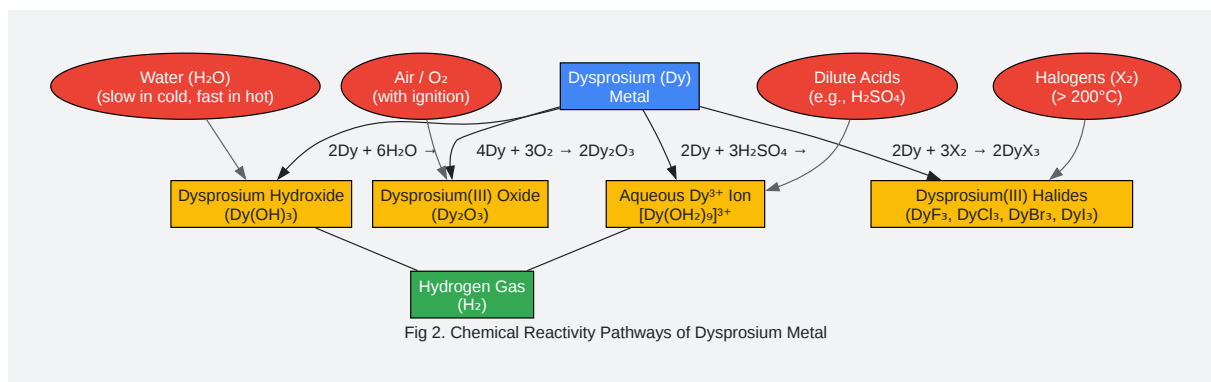 Water (H₂O)
(slow in cold, fast in hot)
Air / O₂
(with ignition)
Dysprosium (Dy)
Metal
Dilute Acids
(e.g., H₂SO₄)
Halogens (X₂)
(> 200°C)
2Dy + 6H₂O →
4Dy + 3O₂ → 2Dy₂O₃
2Dy + 3H₂SO₄ →
2Dy + 3X₂ → 2DyX₃
Dysprosium Hydroxide
(Dy(OH)₃)
Dysprosium(III) Oxide
(Dy₂O₃)
Aqueous Dy³⁺ Ion
[Dy(OH₂)₉]³⁺
Dysprosium(III) Halides
(DyF₃, DyCl₃, DyBr₃, DyI₃)
Hydrogen Gas
(H₂)
Fig 2. Chemical Reactivity Pathways of Dysprosium Metal